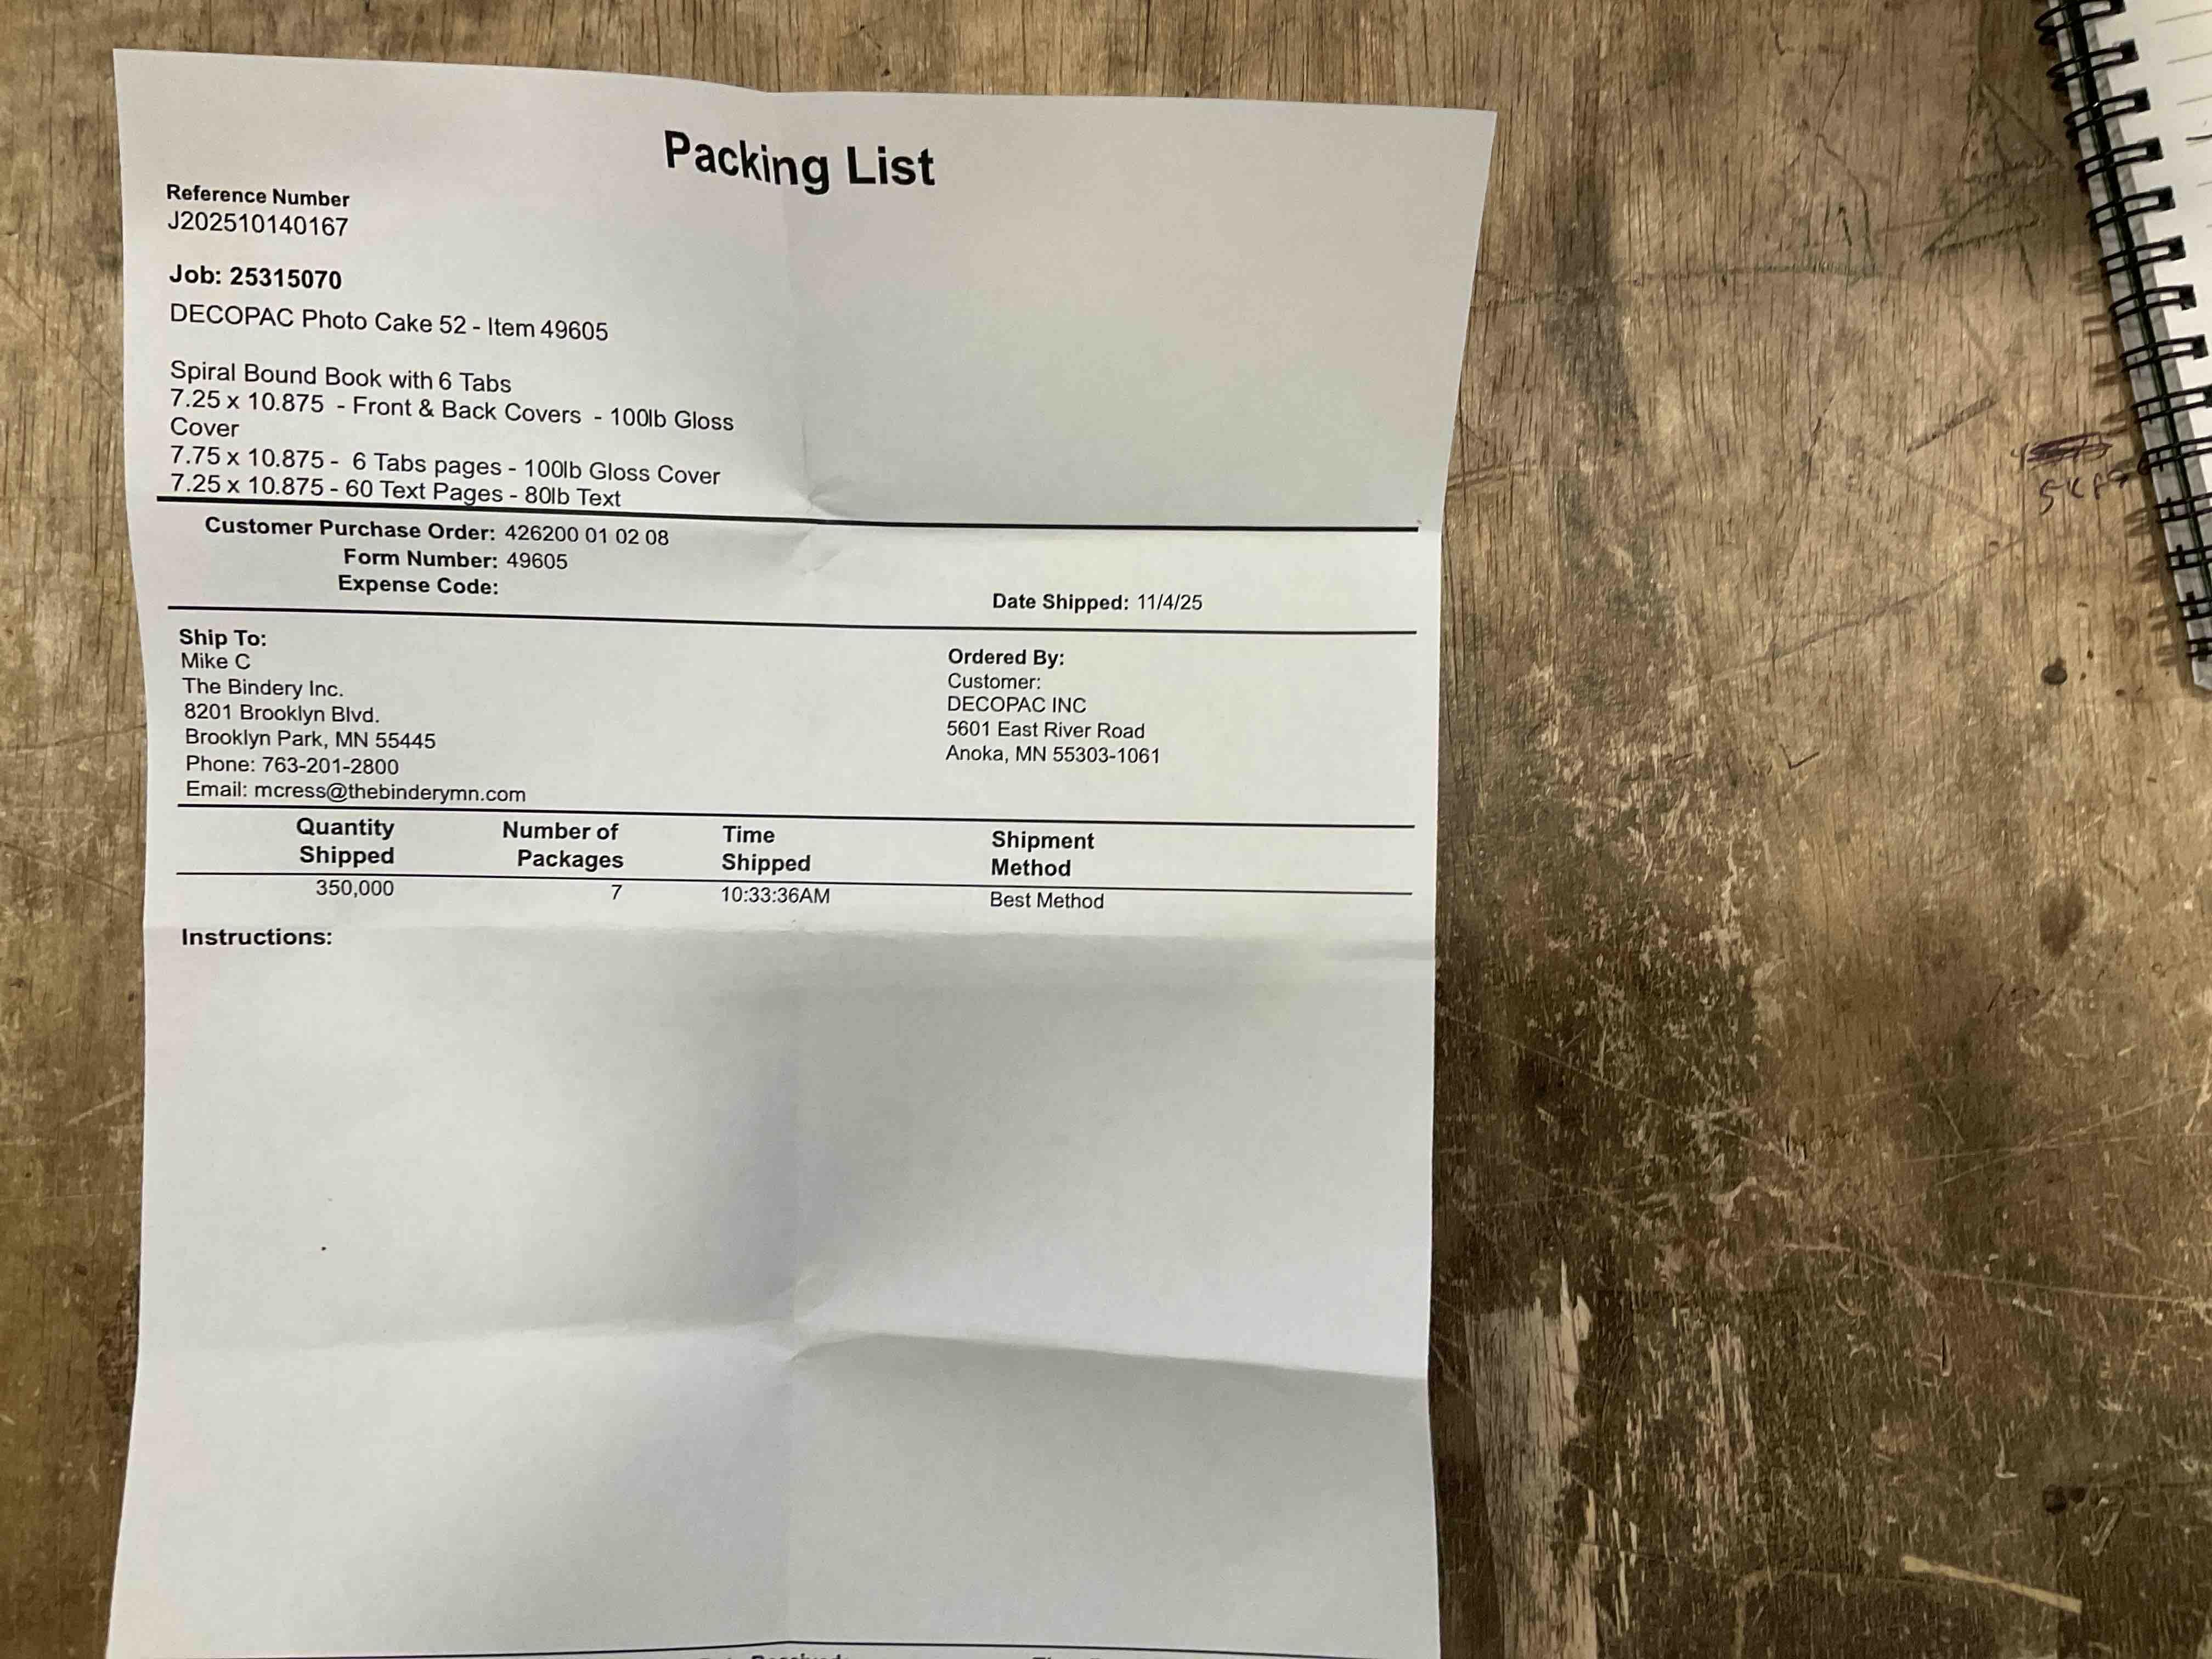 Packing List
Reference Number
J202510140167
Job: 25315070
DECOPAC Photo Cake 52 - Item 49605
Spiral Bound Book with 6 Tabs
7.25 x 10.875 - Front & Back Covers - 100lb Gloss
Cover
7.75 x 10.875 - 6 Tabs pages - 100lb Gloss Cover
7.25 x 10.875 - 60 Text Pages - 80lb Text
Customer Purchase Order: 426200 01 02 08
Form Number: 49605
Expense Code:
Date Shipped: 11/4/25
Ship To:
Mike C
The Bindery Inc.
8201 Brooklyn Blvd.
Brooklyn Park, MN 55445
Phone: 763-201-2800
Email: mcress@thebinderymn.com
Ordered By:
Customer:
DECOPAC INC
5601 East River Road
Anoka, MN 55303-1061
Quantity Shipped Number of Packages Time Shipped Shipment Method
350,000 7 10:33:36AM Best Method
Instructions: